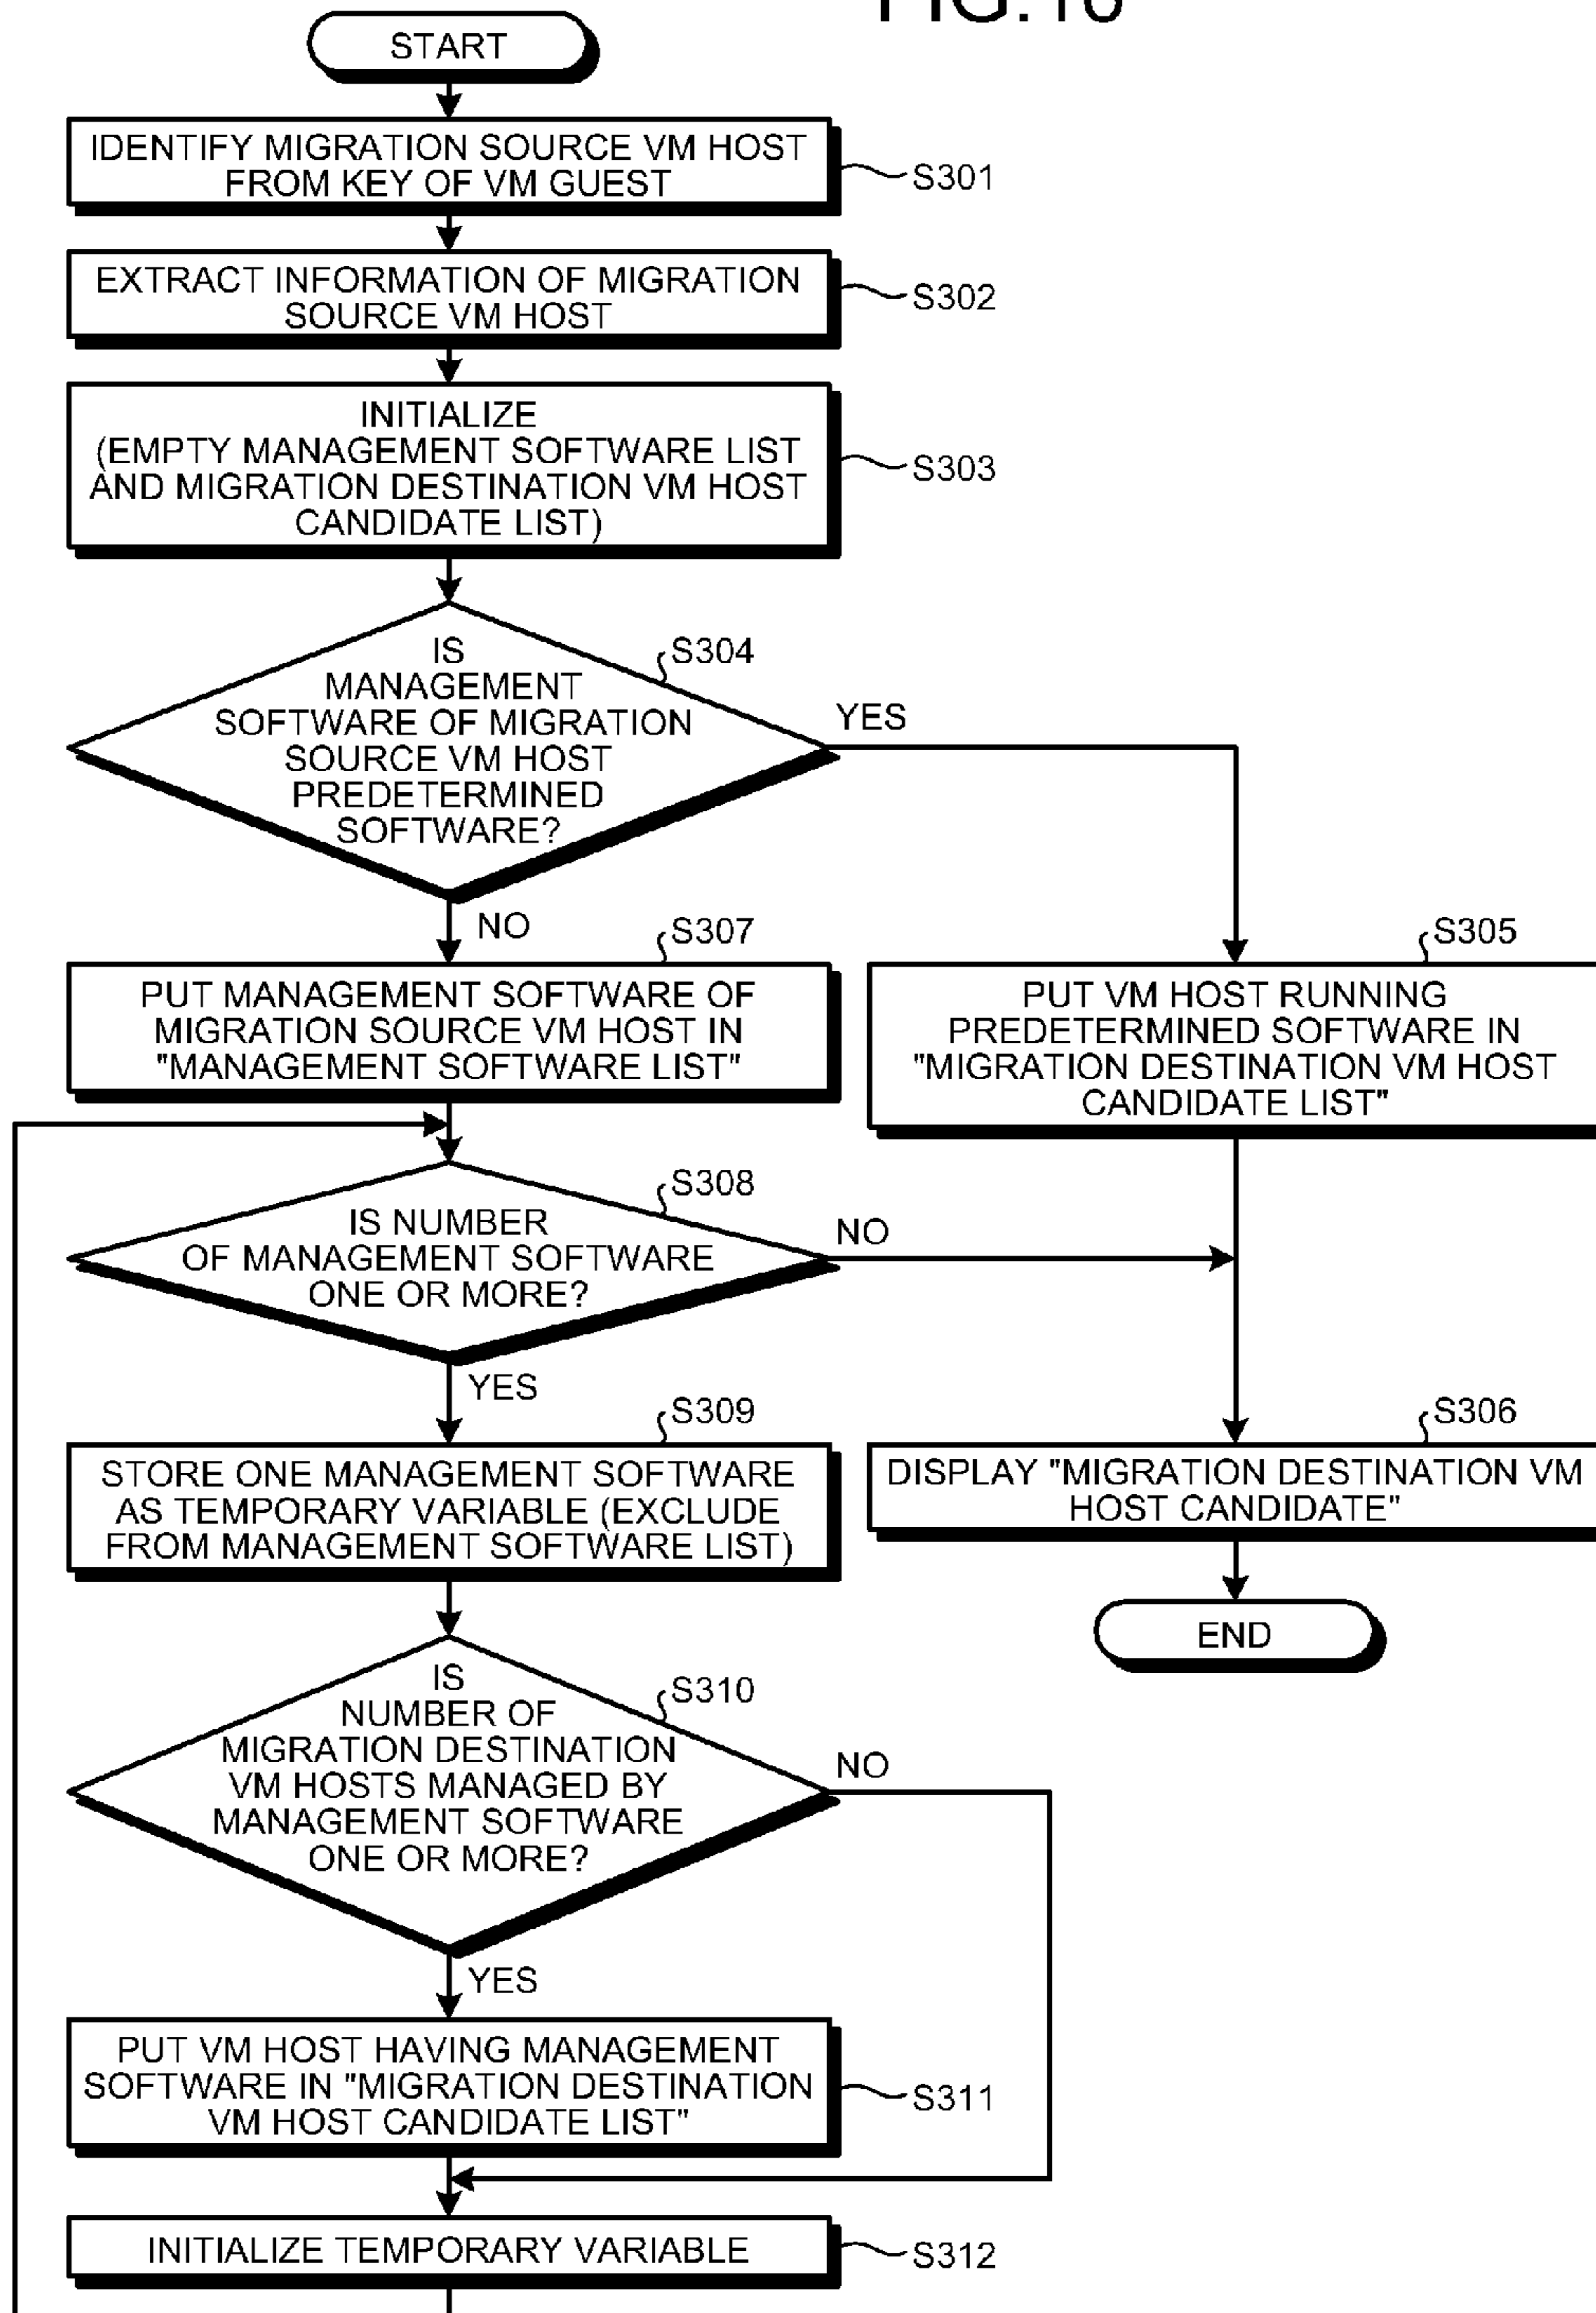 FIG.10
START
IDENTIFY MIGRATION SOURCE VM HOST
FROM KEY OF VM GUEST
S301
EXTRACT INFORMATION OF MIGRATION
SOURCE VM HOST
S302
INITIALIZE
(EMPTY MANAGEMENT SOFTWARE LIST
AND MIGRATION DESTINATION VM HOST
CANDIDATE LIST)
S303
IS
MANAGEMENT
SOFTWARE OF MIGRATION
SOURCE VM HOST
PREDETERMINED
SOFTWARE?
S304
YES
NO
S307
PUT MANAGEMENT SOFTWARE OF
MIGRATION SOURCE VM HOST IN
"MANAGEMENT SOFTWARE LIST"
S305
PUT VM HOST RUNNING
PREDETERMINED SOFTWARE IN
"MIGRATION DESTINATION VM HOST
CANDIDATE LIST"
S308
IS NUMBER
OF MANAGEMENT SOFTWARE
ONE OR MORE?
NO
YES
S309
STORE ONE MANAGEMENT SOFTWARE
AS TEMPORARY VARIABLE (EXCLUDE
FROM MANAGEMENT SOFTWARE LIST)
S306
DISPLAY "MIGRATION DESTINATION VM
HOST CANDIDATE"
END
IS
NUMBER OF
MIGRATION DESTINATION
VM HOSTS MANAGED BY
MANAGEMENT SOFTWARE
ONE OR MORE?
S310
NO
YES
PUT VM HOST HAVING MANAGEMENT
SOFTWARE IN "MIGRATION DESTINATION
VM HOST CANDIDATE LIST"
S311
INITIALIZE TEMPORARY VARIABLE
S312